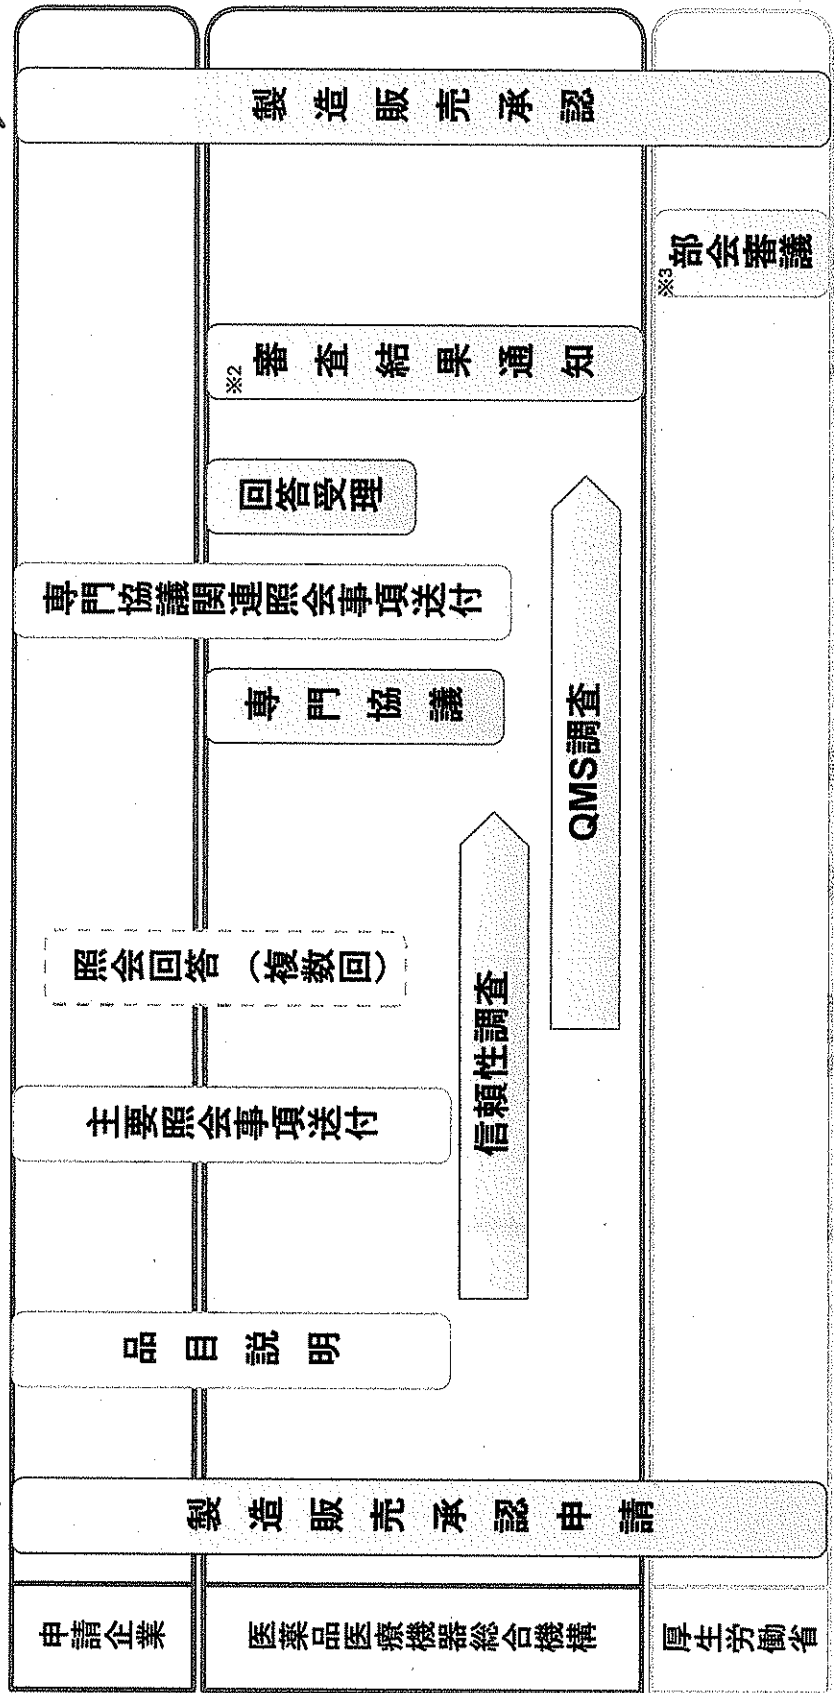 申請企業
医薬品医療機器総合機構
厚生労働省
製造販売承認申請
品目説明
主要照会事項送付
照会回答（複数回）
信頼性調査
QMS調査
専門協議
専門協議関連照会事項送付
回答受理
※2
審査結果通知
※3
部会審議
製造販売承認